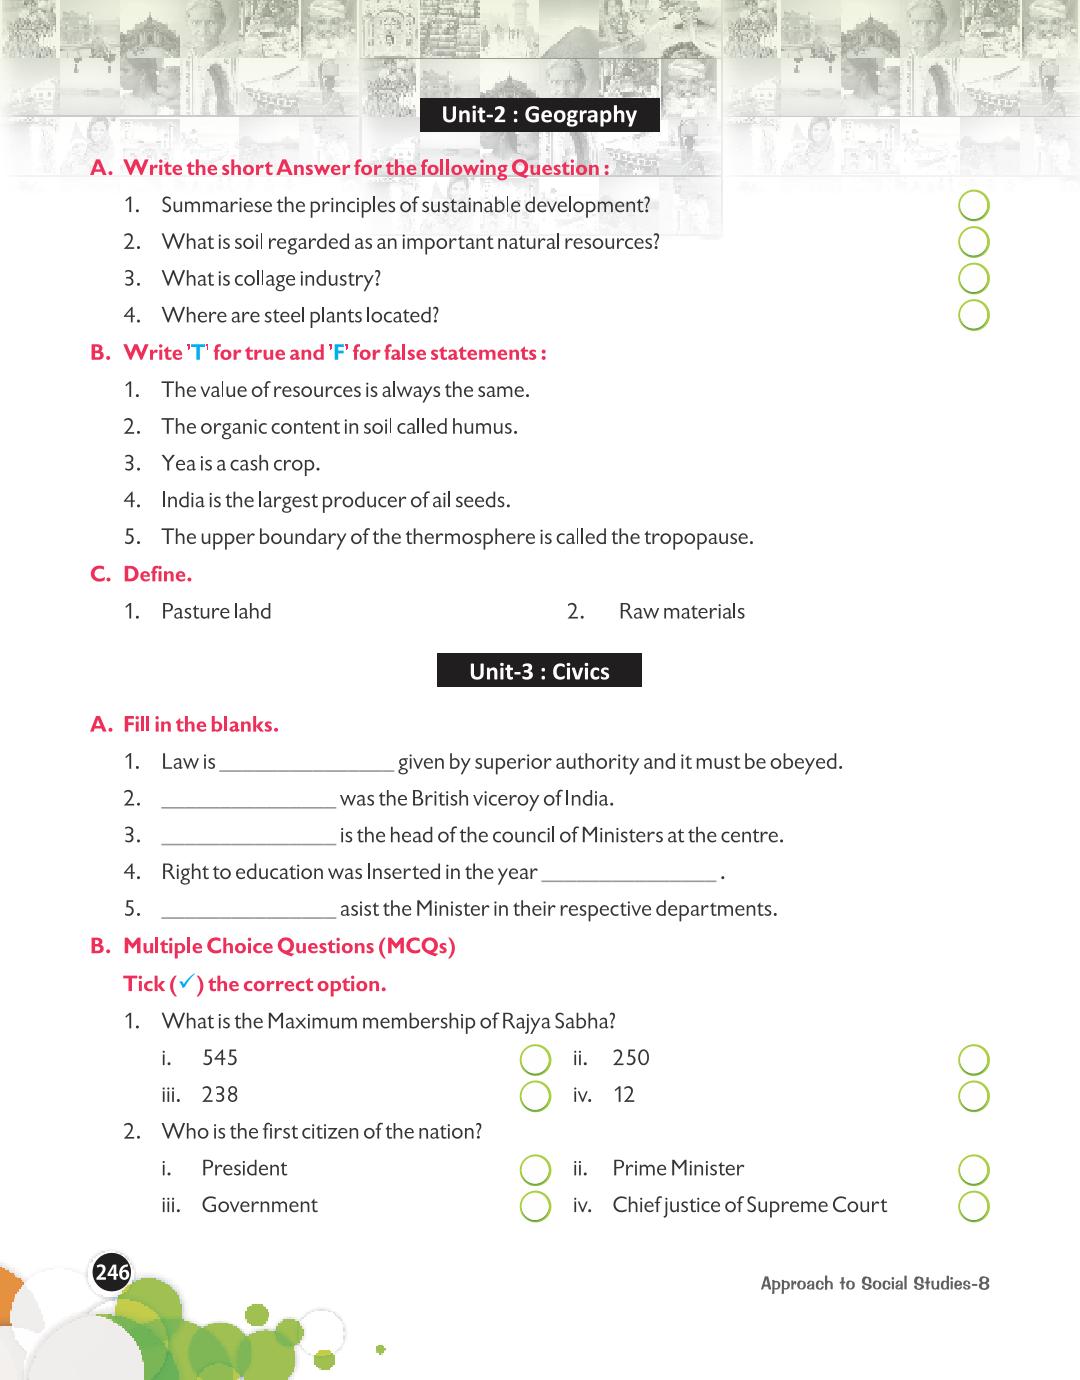 Unit-2 : Geography
A. Write the short Answer for the following Question :
1. Summariese the principles of sustainable development?
2. What is soil regarded as an important natural resources?
3. What is collage industry?
4. Where are steel plants located?
B. Write 'T' for true and 'F' for false statements :
1. The value of resources is always the same.
2. The organic content in soil called humus.
3. Yea is a cash crop.
4. India is the largest producer of ail seeds.
5. The upper boundary of the thermosphere is called the tropopause.
C. Define.
1. Pasture lahd 2. Raw materials
Unit-3 : Civics
A. Fill in the blanks.
1. Law is _______________ given by superior authority and it must be obeyed.
2. _______________ was the British viceroy of India.
3. _______________ is the head of the council of Ministers at the centre.
4. Right to education was Inserted in the year _______________ .
5. _______________ asist the Minister in their respective departments.
B. Multiple Choice Questions (MCQs)
Tick (✓) the correct option.
1. What is the Maximum membership of Rajya Sabha?
i. 545 ii. 250
iii. 238 iv. 12
2. Who is the first citizen of the nation?
i. President ii. Prime Minister
iii. Government iv. Chief justice of Supreme Court
246
Approach to Social Studies-8